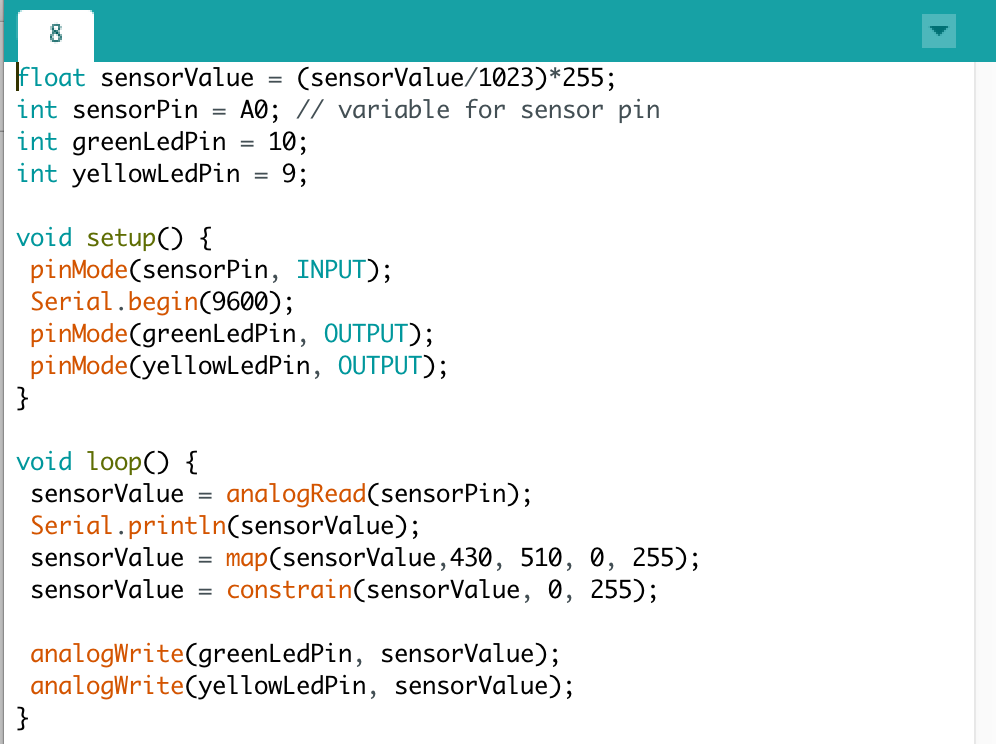 8
float sensorValue = (sensorValue/1023)*255;
int sensorPin = A0; // variable for sensor pin
int greenLedPin = 10;
int yellowLedPin = 9;

void setup() {
 pinMode(sensorPin, INPUT);
 Serial.begin(9600);
 pinMode(greenLedPin, OUTPUT);
 pinMode(yellowLedPin, OUTPUT);
}

void loop() {
 sensorValue = analogRead(sensorPin);
 Serial.println(sensorValue);
 sensorValue = map(sensorValue,430, 510, 0, 255);
 sensorValue = constrain(sensorValue, 0, 255);

 analogWrite(greenLedPin, sensorValue);
 analogWrite(yellowLedPin, sensorValue);
}